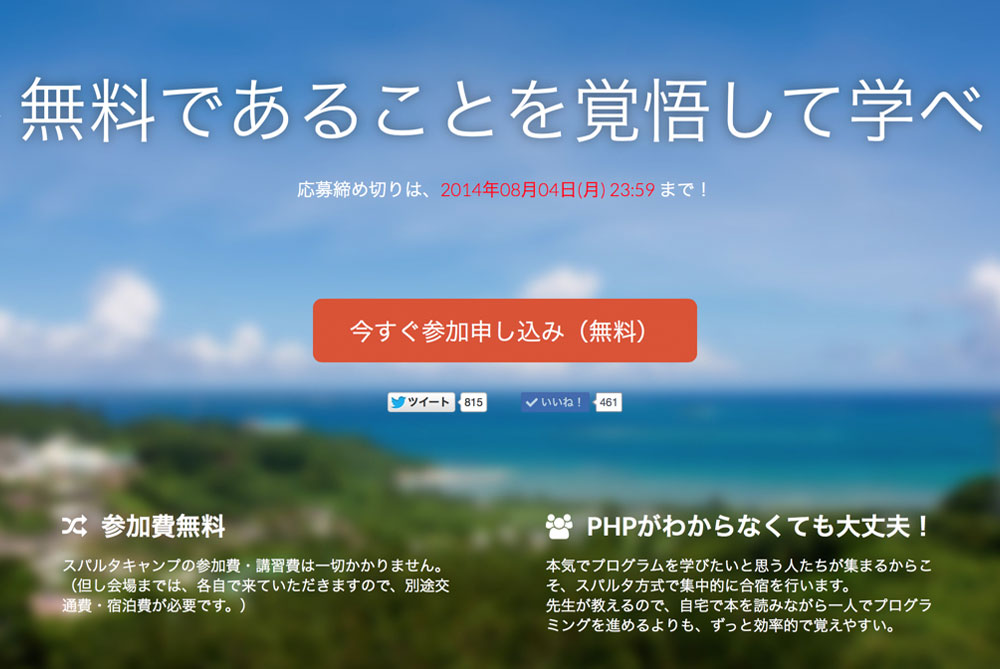 無料であることを覚悟して学べ
応募締め切りは、2014年08月04日(月) 23:59 まで！
今すぐ参加申し込み（無料）
ツイート 815 いいね！ 461
参加費無料
スパルタキャンプの参加費・講習費は一切かかりません。
（但し会場までは、各自で来ていただきますので、別途交
通費・宿泊費が必要です。）
PHPがわからなくても大丈夫！
本気でプログラムを学びたいと思う人たちが集まるからこ
そ、スパルタ方式で集中的に合宿を行います。
先生が教えるので、自宅で本を読みながら一人でプログラ
ミングを進めるよりも、ずっと効率的で覚えやすい。